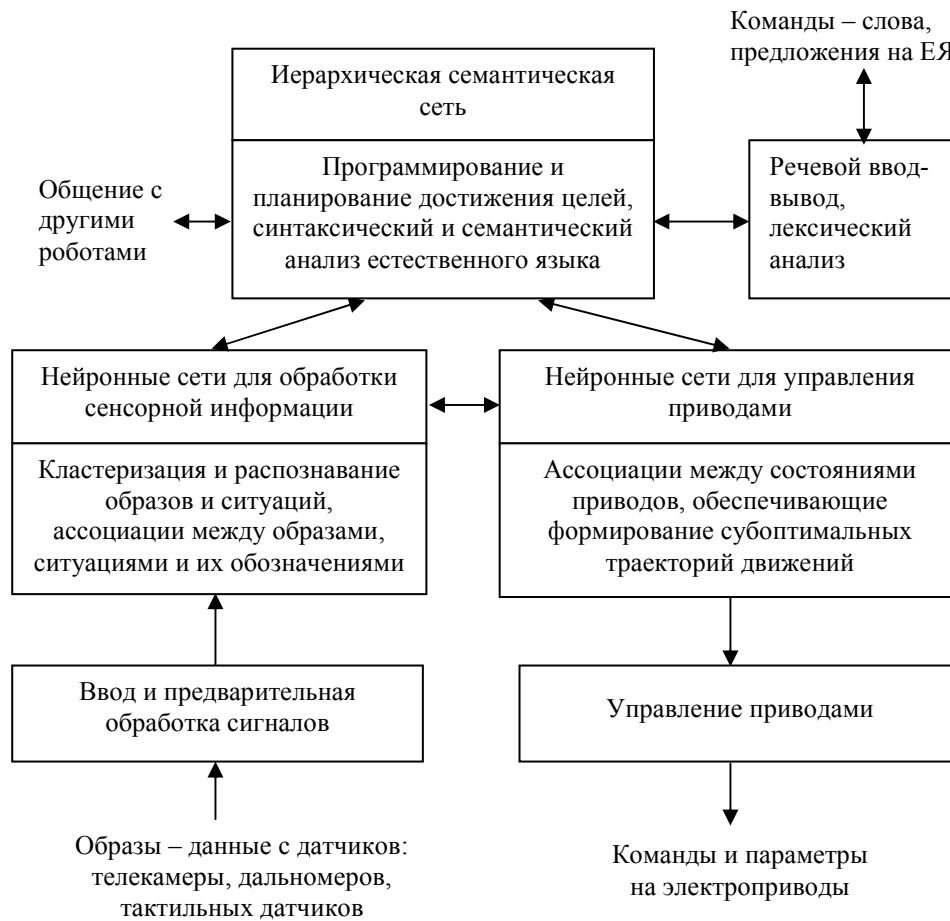 Команды – слова,
предложения на ЕЯ
Иерархическая семантическая
сеть
Программирование и
планирование достижения целей,
синтаксический и семантический
анализ естественного языка
Общение с
другими
роботами
Речевой ввод-
вывод,
лексический
анализ
Нейронные сети для обработки
сенсорной информации
Нейронные сети для управления
приводами
Кластеризация и распознавание
образов и ситуаций,
ассоциации между образами,
ситуациями и их обозначениями
Ассоциации между состояниями
приводов, обеспечивающие
формирование субоптимальных
траекторий движений
Ввод и предварительная
обработка сигналов
Управление приводами
Образы – данные с датчиков:
телекамеры, дальномеров,
тактильных датчиков
Команды и параметры
на электроприводы